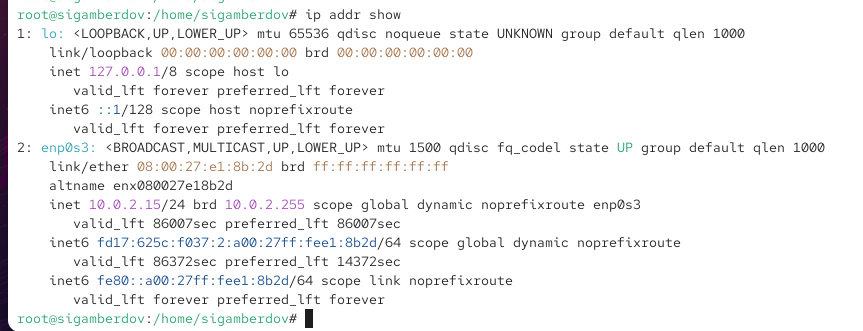 root@sigamberdov:/home/sigamberdov# ip addr show
1: lo: <LOOPBACK,UP,LOWER_UP> mtu 65536 qdisc noqueue state UNKNOWN group default qlen 1000
    link/loopback 00:00:00:00:00:00 brd 00:00:00:00:00:00
    inet 127.0.0.1/8 scope host lo
       valid_lft forever preferred_lft forever
    inet6 ::1/128 scope host noprefixroute
       valid_lft forever preferred_lft forever
2: enp0s3: <BROADCAST,MULTICAST,UP,LOWER_UP> mtu 1500 qdisc fq_codel state UP group default qlen 1000
    link/ether 08:00:27:e1:8b:2d brd ff:ff:ff:ff:ff:ff
    altname enx080027e18b2d
    inet 10.0.2.15/24 brd 10.0.2.255 scope global dynamic noprefixroute enp0s3
       valid_lft 86007sec preferred_lft 86007sec
    inet6 fd17:625c:f037:2:a00:27ff:fee1:8b2d/64 scope global dynamic noprefixroute
       valid_lft 86372sec preferred_lft 14372sec
    inet6 fe80::a00:27ff:fee1:8b2d/64 scope link noprefixroute
       valid_lft forever preferred_lft forever
root@sigamberdov:/home/sigamberdov#